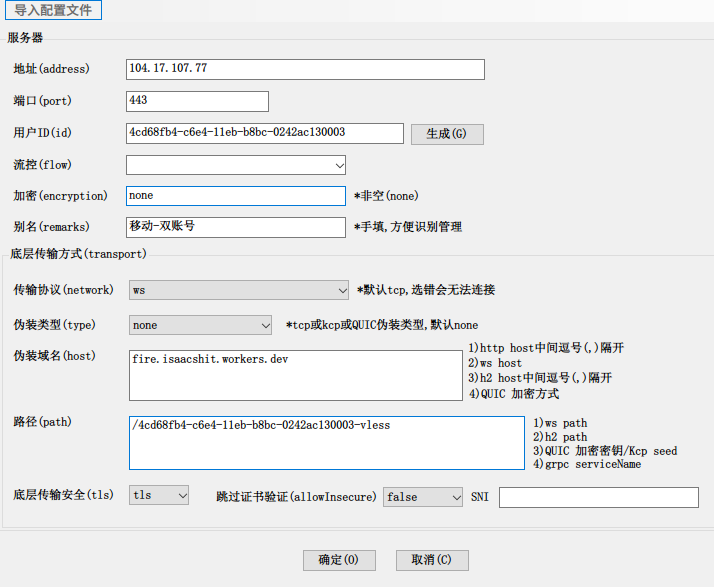 导入配置文件
服务器
地址(address) 104.17.107.77
端口(port) 443
用户ID(id) 4cd68fb4-c6e4-11eb-b8bc-0242ac130003 生成(G)
流控(flow)
加密(encryption) none *非空(none)
别名(remarks) 移动-双账号 *手填,方便识别管理
底层传输方式(transport)
传输协议(network) ws *默认tcp,选错会无法连接
伪装类型(type) none *tcp或kcp或QUIC伪装类型,默认none
伪装域名(host) fire.isaacshit.workers.dev
1)http host中间逗号(,)隔开
2)ws host
3)h2 host中间逗号(,)隔开
4)QUIC 加密方式
路径(path) /4cd68fb4-c6e4-11eb-b8bc-0242ac130003-vless
1)ws path
2)h2 path
3)QUIC 加密密钥/Kcp seed
4)grpc serviceName
底层传输安全(tls) tls 跳过证书验证(allowInsecure) false SNI
确定(O) 取消(C)